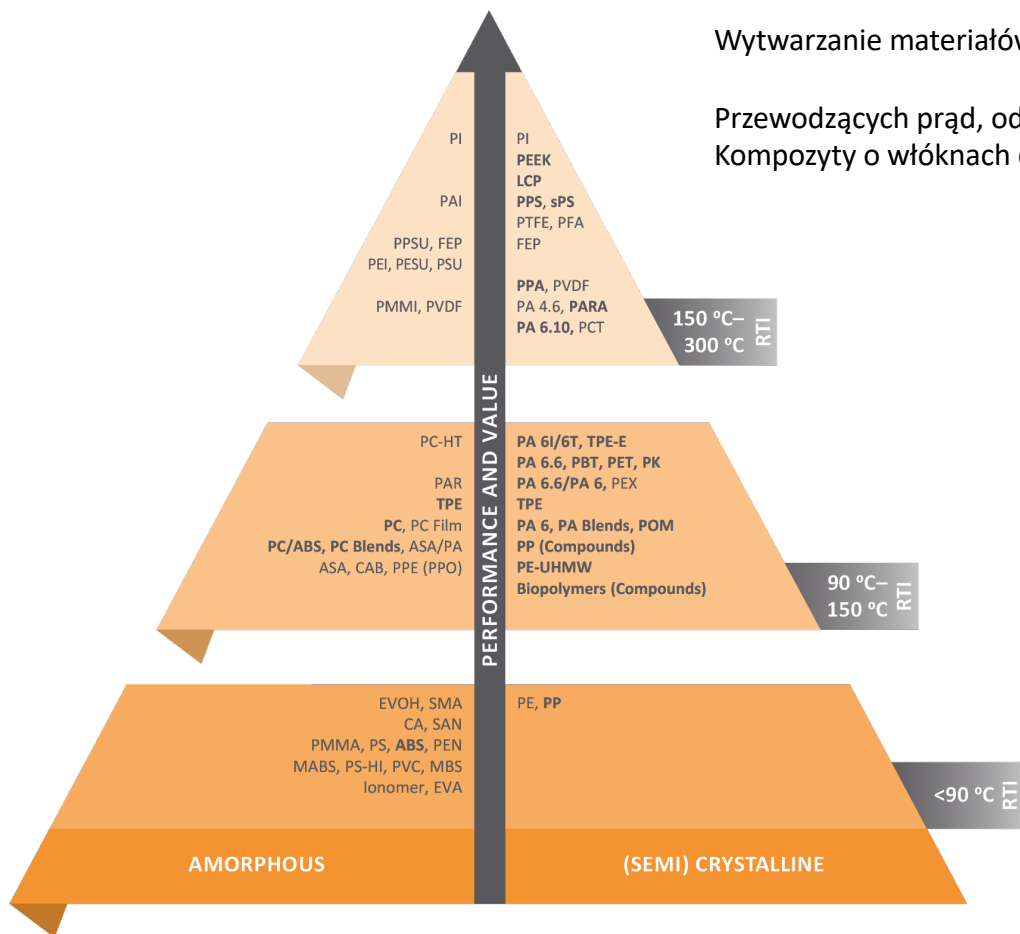 Wytwarzanie materiałów
Przewodzących prąd, od
Kompozyty o włóknach
PI
PAI
PPSU, FEP
PEI, PESU, PSU
PMMI, PVDF
PI
PEEK
LCP
PPS, sPS
PTFE, PFA
FEP
PPA, PVDF
PA 4.6, PARA
PA 6.10, PCT
150 °C–
300 °C
RTI
PERFORMANCE AND VALUE
PC-HT
PAR
TPE
PC, PC Film
PC/ABS, PC Blends, ASA/PA
ASA, CAB, PPE (PPO)
PA 6I/6T, TPE-E
PA 6.6, PBT, PET, PK
PA 6.6/PA 6, PEX
TPE
PA 6, PA Blends, POM
PP (Compounds)
PE-UHMW
Biopolymers (Compounds)
90 °C–
150 °C
RTI
EVOH, SMA
CA, SAN
PMMA, PS, ABS, PEN
MABS, PS-HI, PVC, MBS
Ionomer, EVA
PE, PP
<90 °C
RTI
AMORPHOUS
(SEMI) CRYSTALLINE